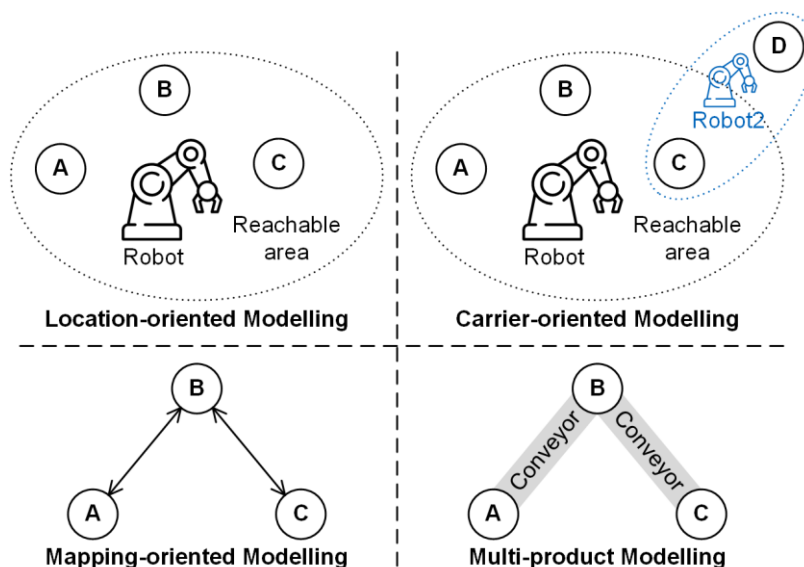 B
A
C
Robot
Reachable
area
Location-oriented Modelling
D
B
Robot2
A
C
Robot
Reachable
area
Carrier-oriented Modelling
B
A
C
Mapping-oriented Modelling
B
Conveyor
Conveyor
A
C
Multi-product Modelling